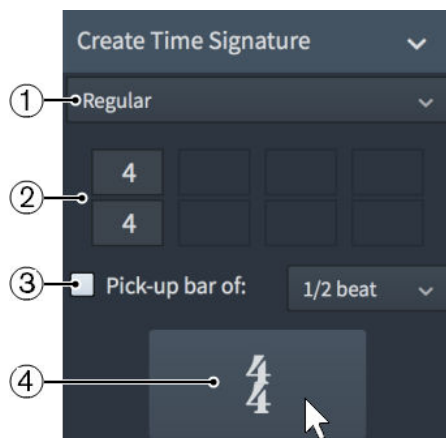 Create Time Signature
① Regular
②
4
4
③ Pick-up bar of: 1/2 beat
④
4
4